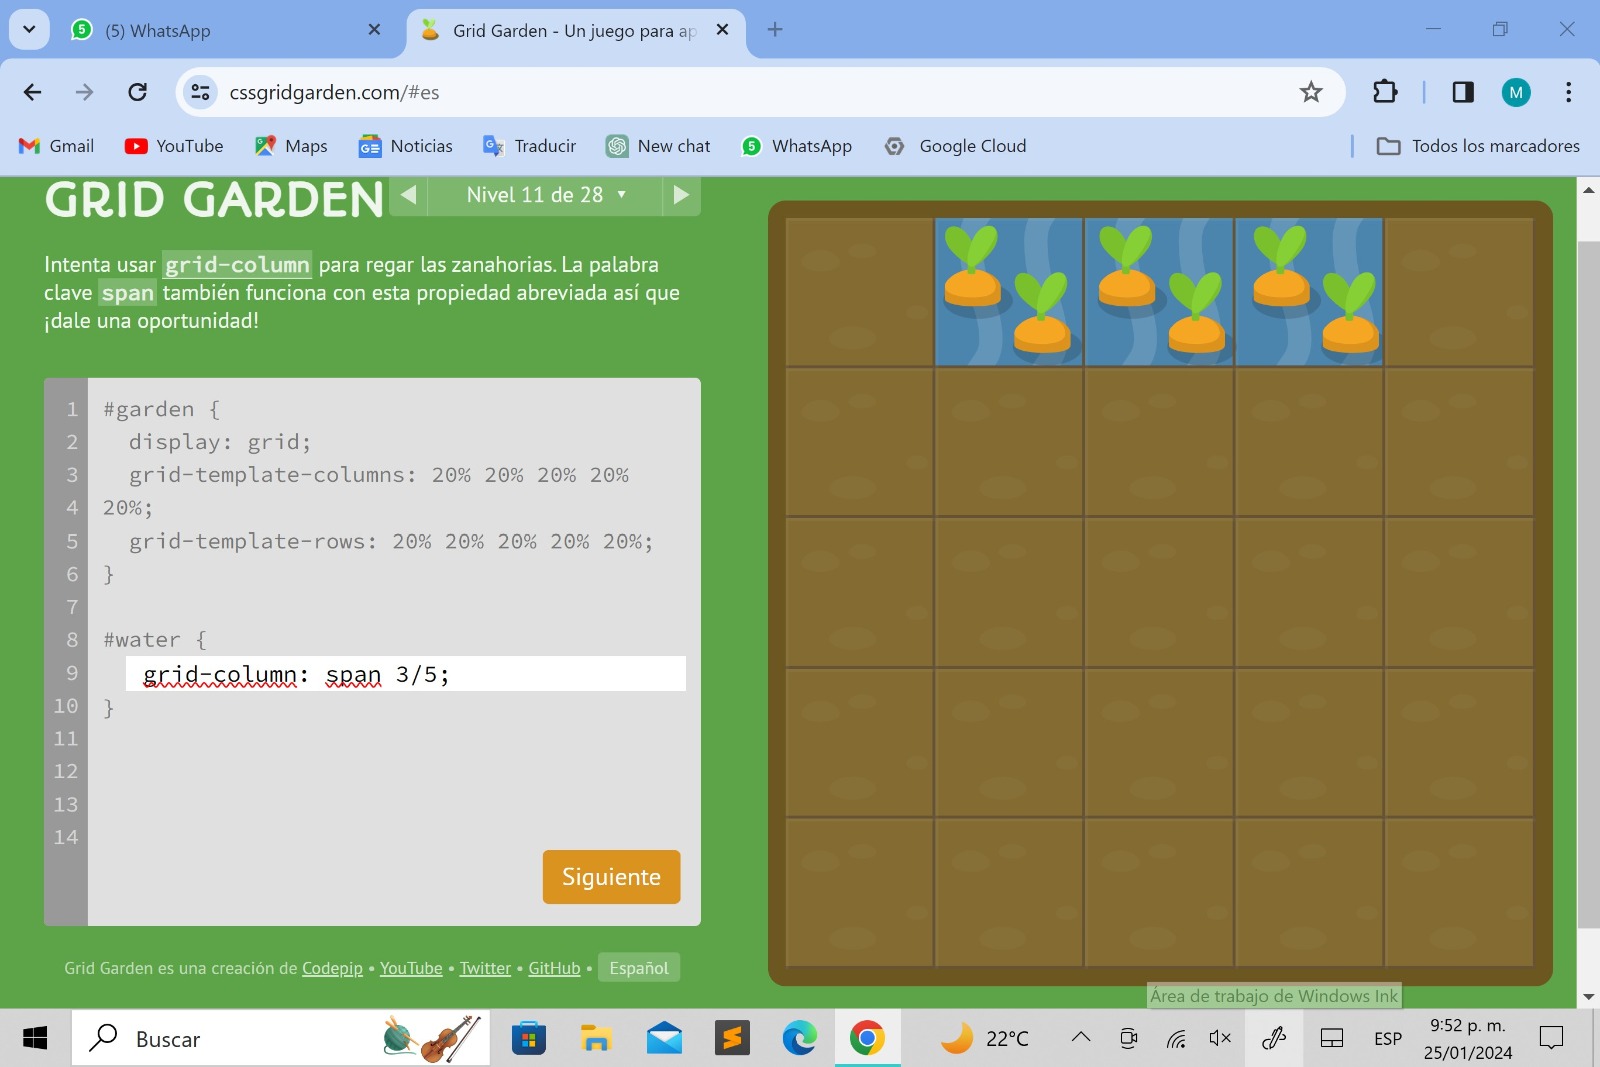 5 (5) WhatsApp
Grid Garden - Un juego para ap
cssgridgarden.com/#es
M
Gmail YouTube Maps Noticias Traducir New chat 5 WhatsApp Google Cloud Todos los marcadores
GRID GARDEN
Nivel 11 de 28
Intenta usar grid-column para regar las zanahorias. La palabra
clave span también funciona con esta propiedad abreviada así que
¡dale una oportunidad!
1 #garden {
2 display: grid;
3 grid-template-columns: 20% 20% 20% 20%
4 20%;
5 grid-template-rows: 20% 20% 20% 20% 20%;
6 }
7
8 #water {
9 grid-column: span 3/5;
10 }
11
12
13
14
Siguiente
Grid Garden es una creación de Codepip • YouTube • Twitter • GitHub • Español
Área de trabajo de Windows Ink
Buscar
22°C
ESP
9:52 p. m.
25/01/2024